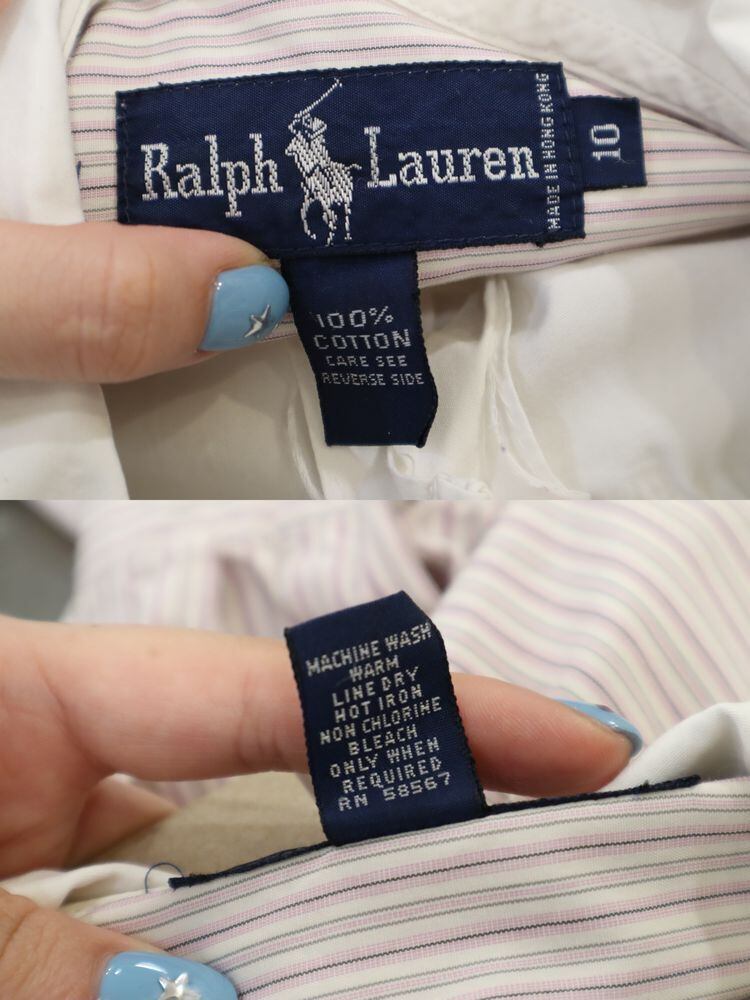 Ralph Lauren
MADE IN HONG KONG
10
100%
COTTON
CARE SEE
REVERSE SIDE
MACHINE WASH
WARM
LINE DRY
HOT IRON
NON CHLORINE
BLEACH
ONLY WHEN
REQUIRED
RN 58567